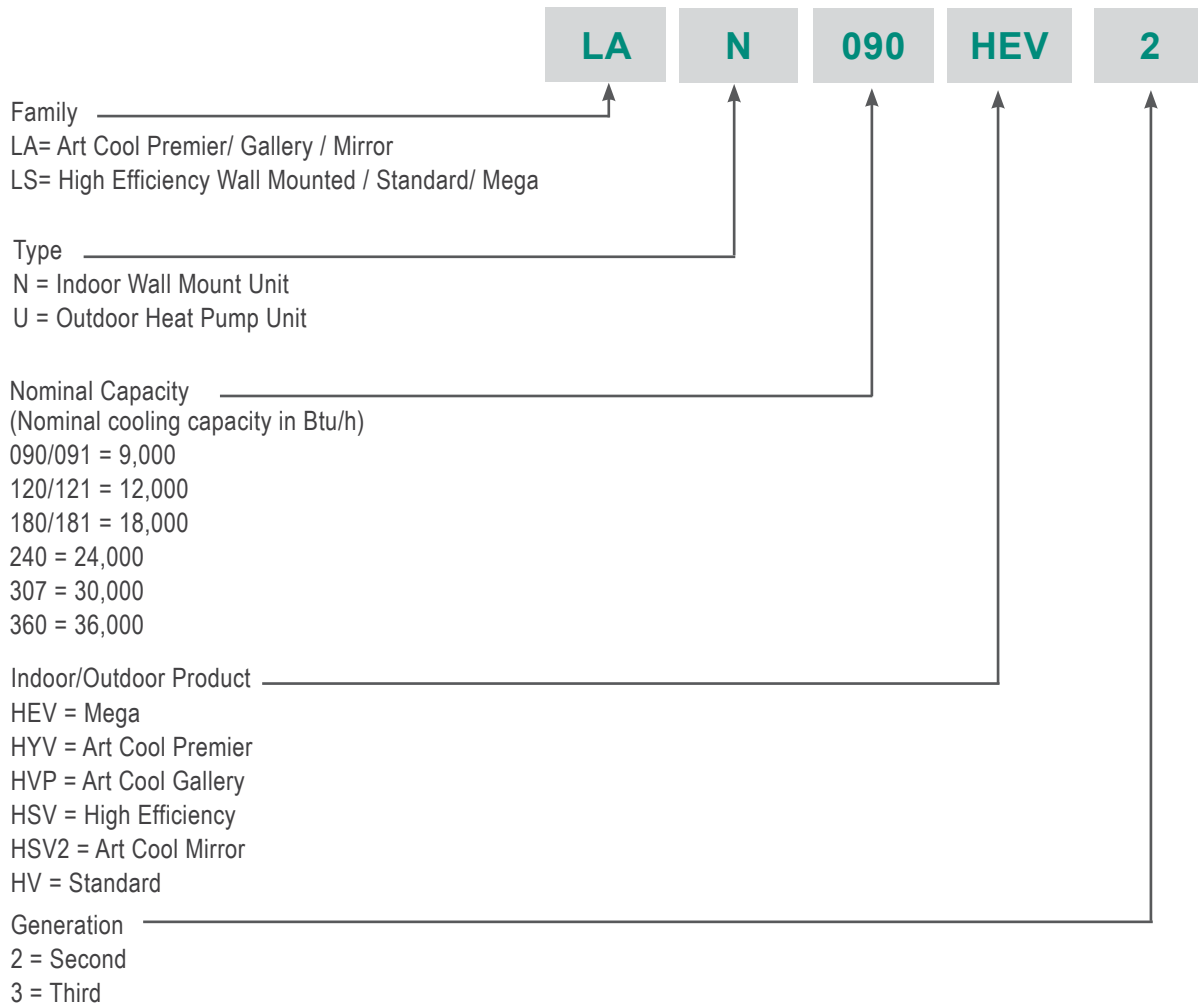 LA N 090 HEV 2
Family
LA= Art Cool Premier/ Gallery / Mirror
LS= High Efficiency Wall Mounted / Standard/ Mega
Type
N = Indoor Wall Mount Unit
U = Outdoor Heat Pump Unit
Nominal Capacity
(Nominal cooling capacity in Btu/h)
090/091 = 9,000
120/121 = 12,000
180/181 = 18,000
240 = 24,000
307 = 30,000
360 = 36,000
Indoor/Outdoor Product
HEV = Mega
HYV = Art Cool Premier
HVP = Art Cool Gallery
HSV = High Efficiency
HSV2 = Art Cool Mirror
HV = Standard
Generation
2 = Second
3 = Third